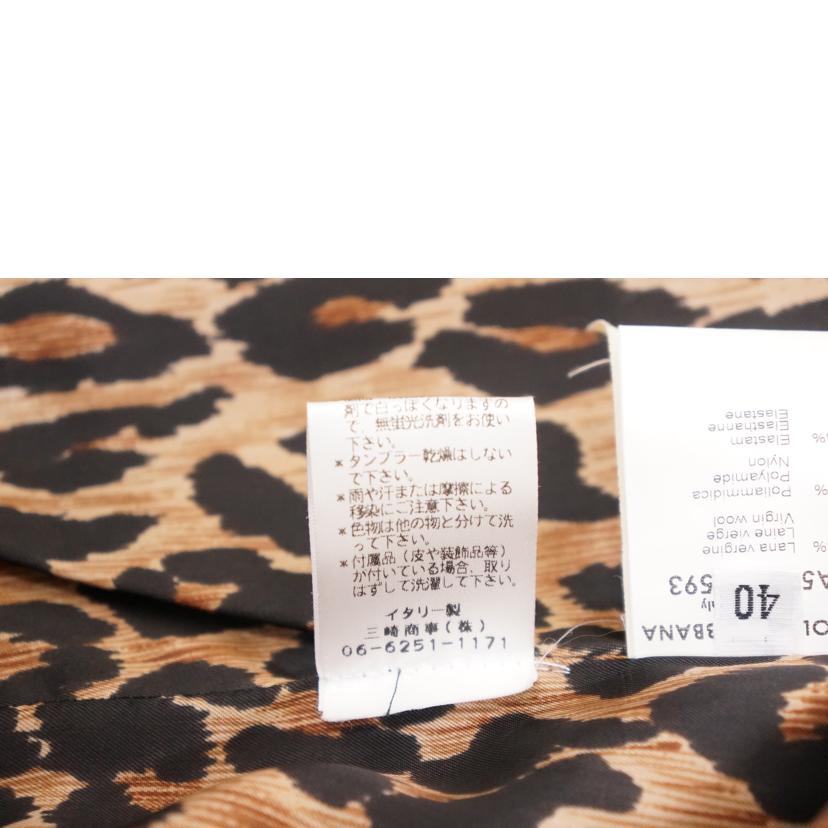 剤で白っぽくなりますの
で、無蛍光洗剤をお使い
下さい。
*タンブラー乾燥はしない
で下さい。
*雨や汗または摩擦による
移染にご注意下さい。
*色物は他の物と分けて洗
って下さい。
*付属品(皮や装飾品等)
が付いている場合、取り
はずして洗濯して下さい。
イタリー製
三崎商事(株)
06-6251-1171
BBANA
593
40
Lana vergine
Laine vierge
Virgin wool
% Poliammidica
Polyamide
Nylon
% Elastam
Elasthanne
Elastane